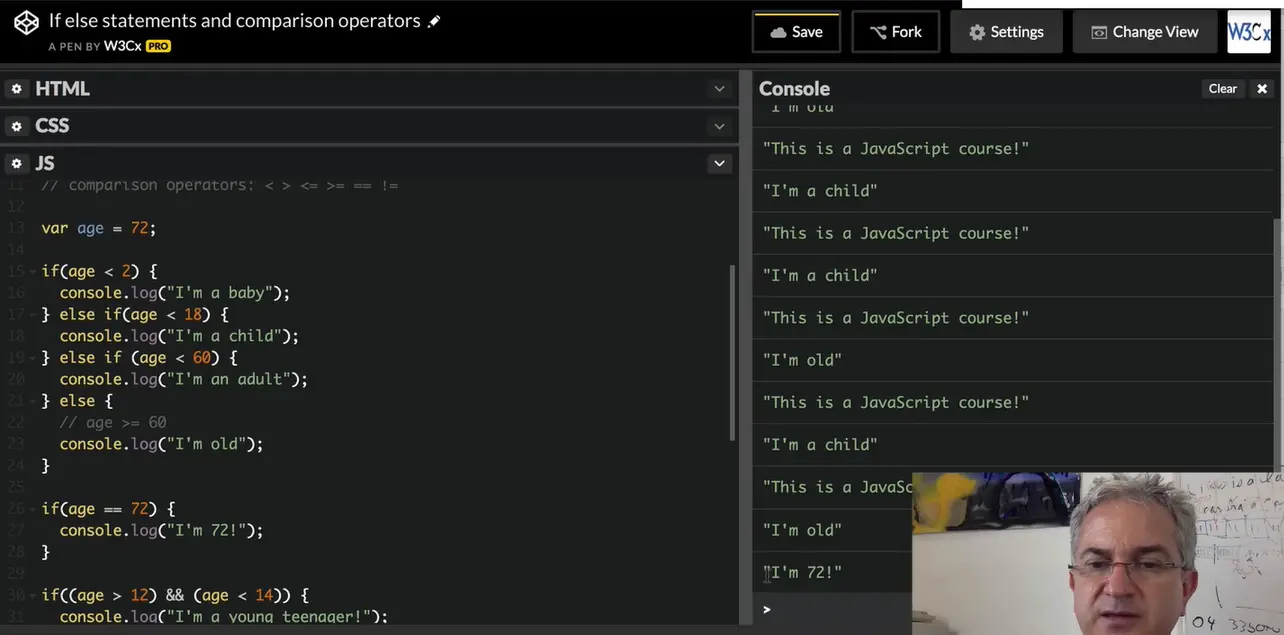 If else statements and comparison operators
A PEN BY W3Cx PRO
Save
Fork
Settings
Change View
W3Cx
HTML
CSS
JS
11 // comparison operators: < > <= >= == !=
12
13 var age = 72;
14
15 if(age < 2) {
16 console.log("I'm a baby");
17 } else if(age < 18) {
18 console.log("I'm a child");
19 } else if (age < 60) {
20 console.log("I'm an adult");
21 } else {
22 // age >= 60
23 console.log("I'm old");
24 }
25
26 if(age == 72) {
27 console.log("I'm 72!");
28 }
29
30 if((age > 12) && (age < 14)) {
31 console.log("I'm a young teenager!");
Console
Clear
"I'm old"
"This is a JavaScript course!"
"I'm a child"
"This is a JavaScript course!"
"I'm a child"
"This is a JavaScript course!"
"I'm old"
"This is a JavaScript course!"
"I'm a child"
"This is a JavaSc
"I'm old"
"I'm 72!"
>
04